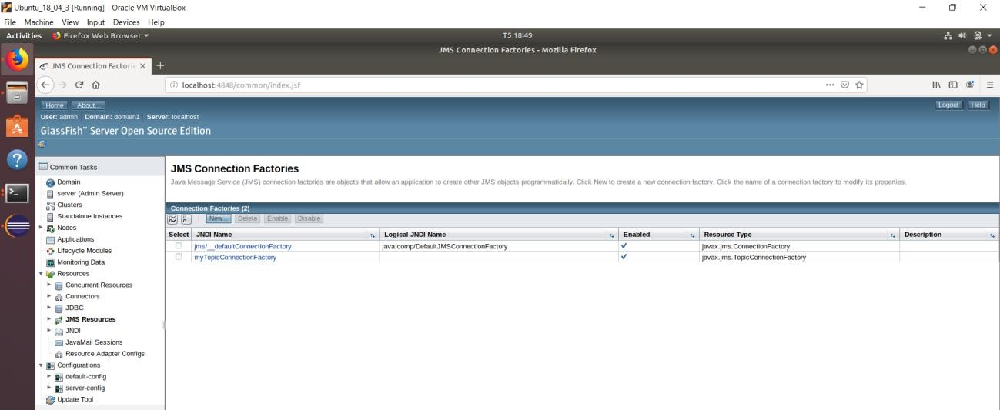 Ubuntu_18_04_3 [Running] - Oracle VM VirtualBox
File Machine View Input Devices Help
Activities Firefox Web Browser T5 18:49
JMS Connection Factories - Mozilla Firefox
JMS Connection Factorie
localhost:4848/common/index.jsf
Home About... Logout Help
User: admin Domain: domain1 Server: localhost
GlassFish™ Server Open Source Edition
Common Tasks
Domain
server (Admin Server)
Clusters
Standalone Instances
Nodes
Applications
Lifecycle Modules
Monitoring Data
Resources
Concurrent Resources
Connectors
JDBC
JMS Resources
JNDI
JavaMail Sessions
Resource Adapter Configs
Configurations
default-config
server-config
Update Tool
JMS Connection Factories
Java Message Service (JMS) connection factories are objects that allow an application to create other JMS objects programmatically. Click New to create a new connection factory. Click the name of a connection factory to modify its properties.
Connection Factories (2)
New... Delete Enable Disable
Select JNDI Name Logical JNDI Name Enabled Resource Type Description
jms/__defaultConnectionFactory java:comp/DefaultJMSConnectionFactory javax.jms.ConnectionFactory
myTopicConnectionFactory javax.jms.TopicConnectionFactory